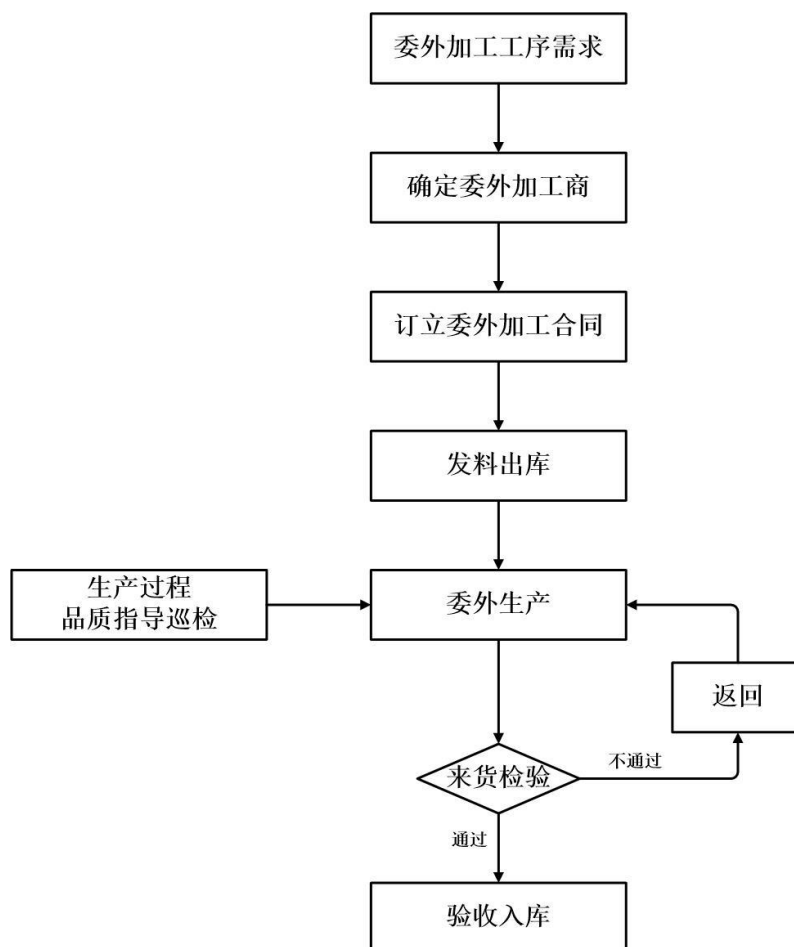 委外加工工序需求
确定委外加工商
订立委外加工合同
发料出库
生产过程
品质指导巡检
委外生产
返回
来货检验
不通过
通过
验收入库